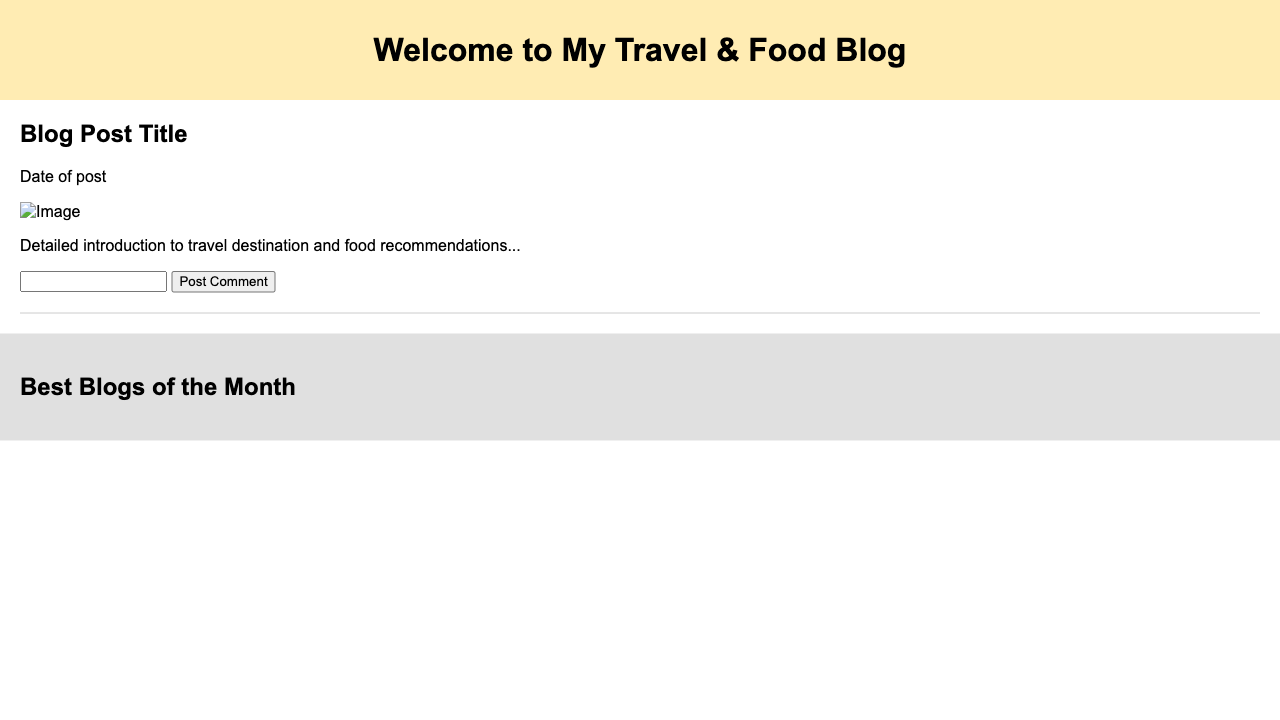 Welcome to My Travel & Food Blog
Blog Post Title
Date of post
Image
Detailed introduction to travel destination and food recommendations...
Post Comment
Best Blogs of the Month